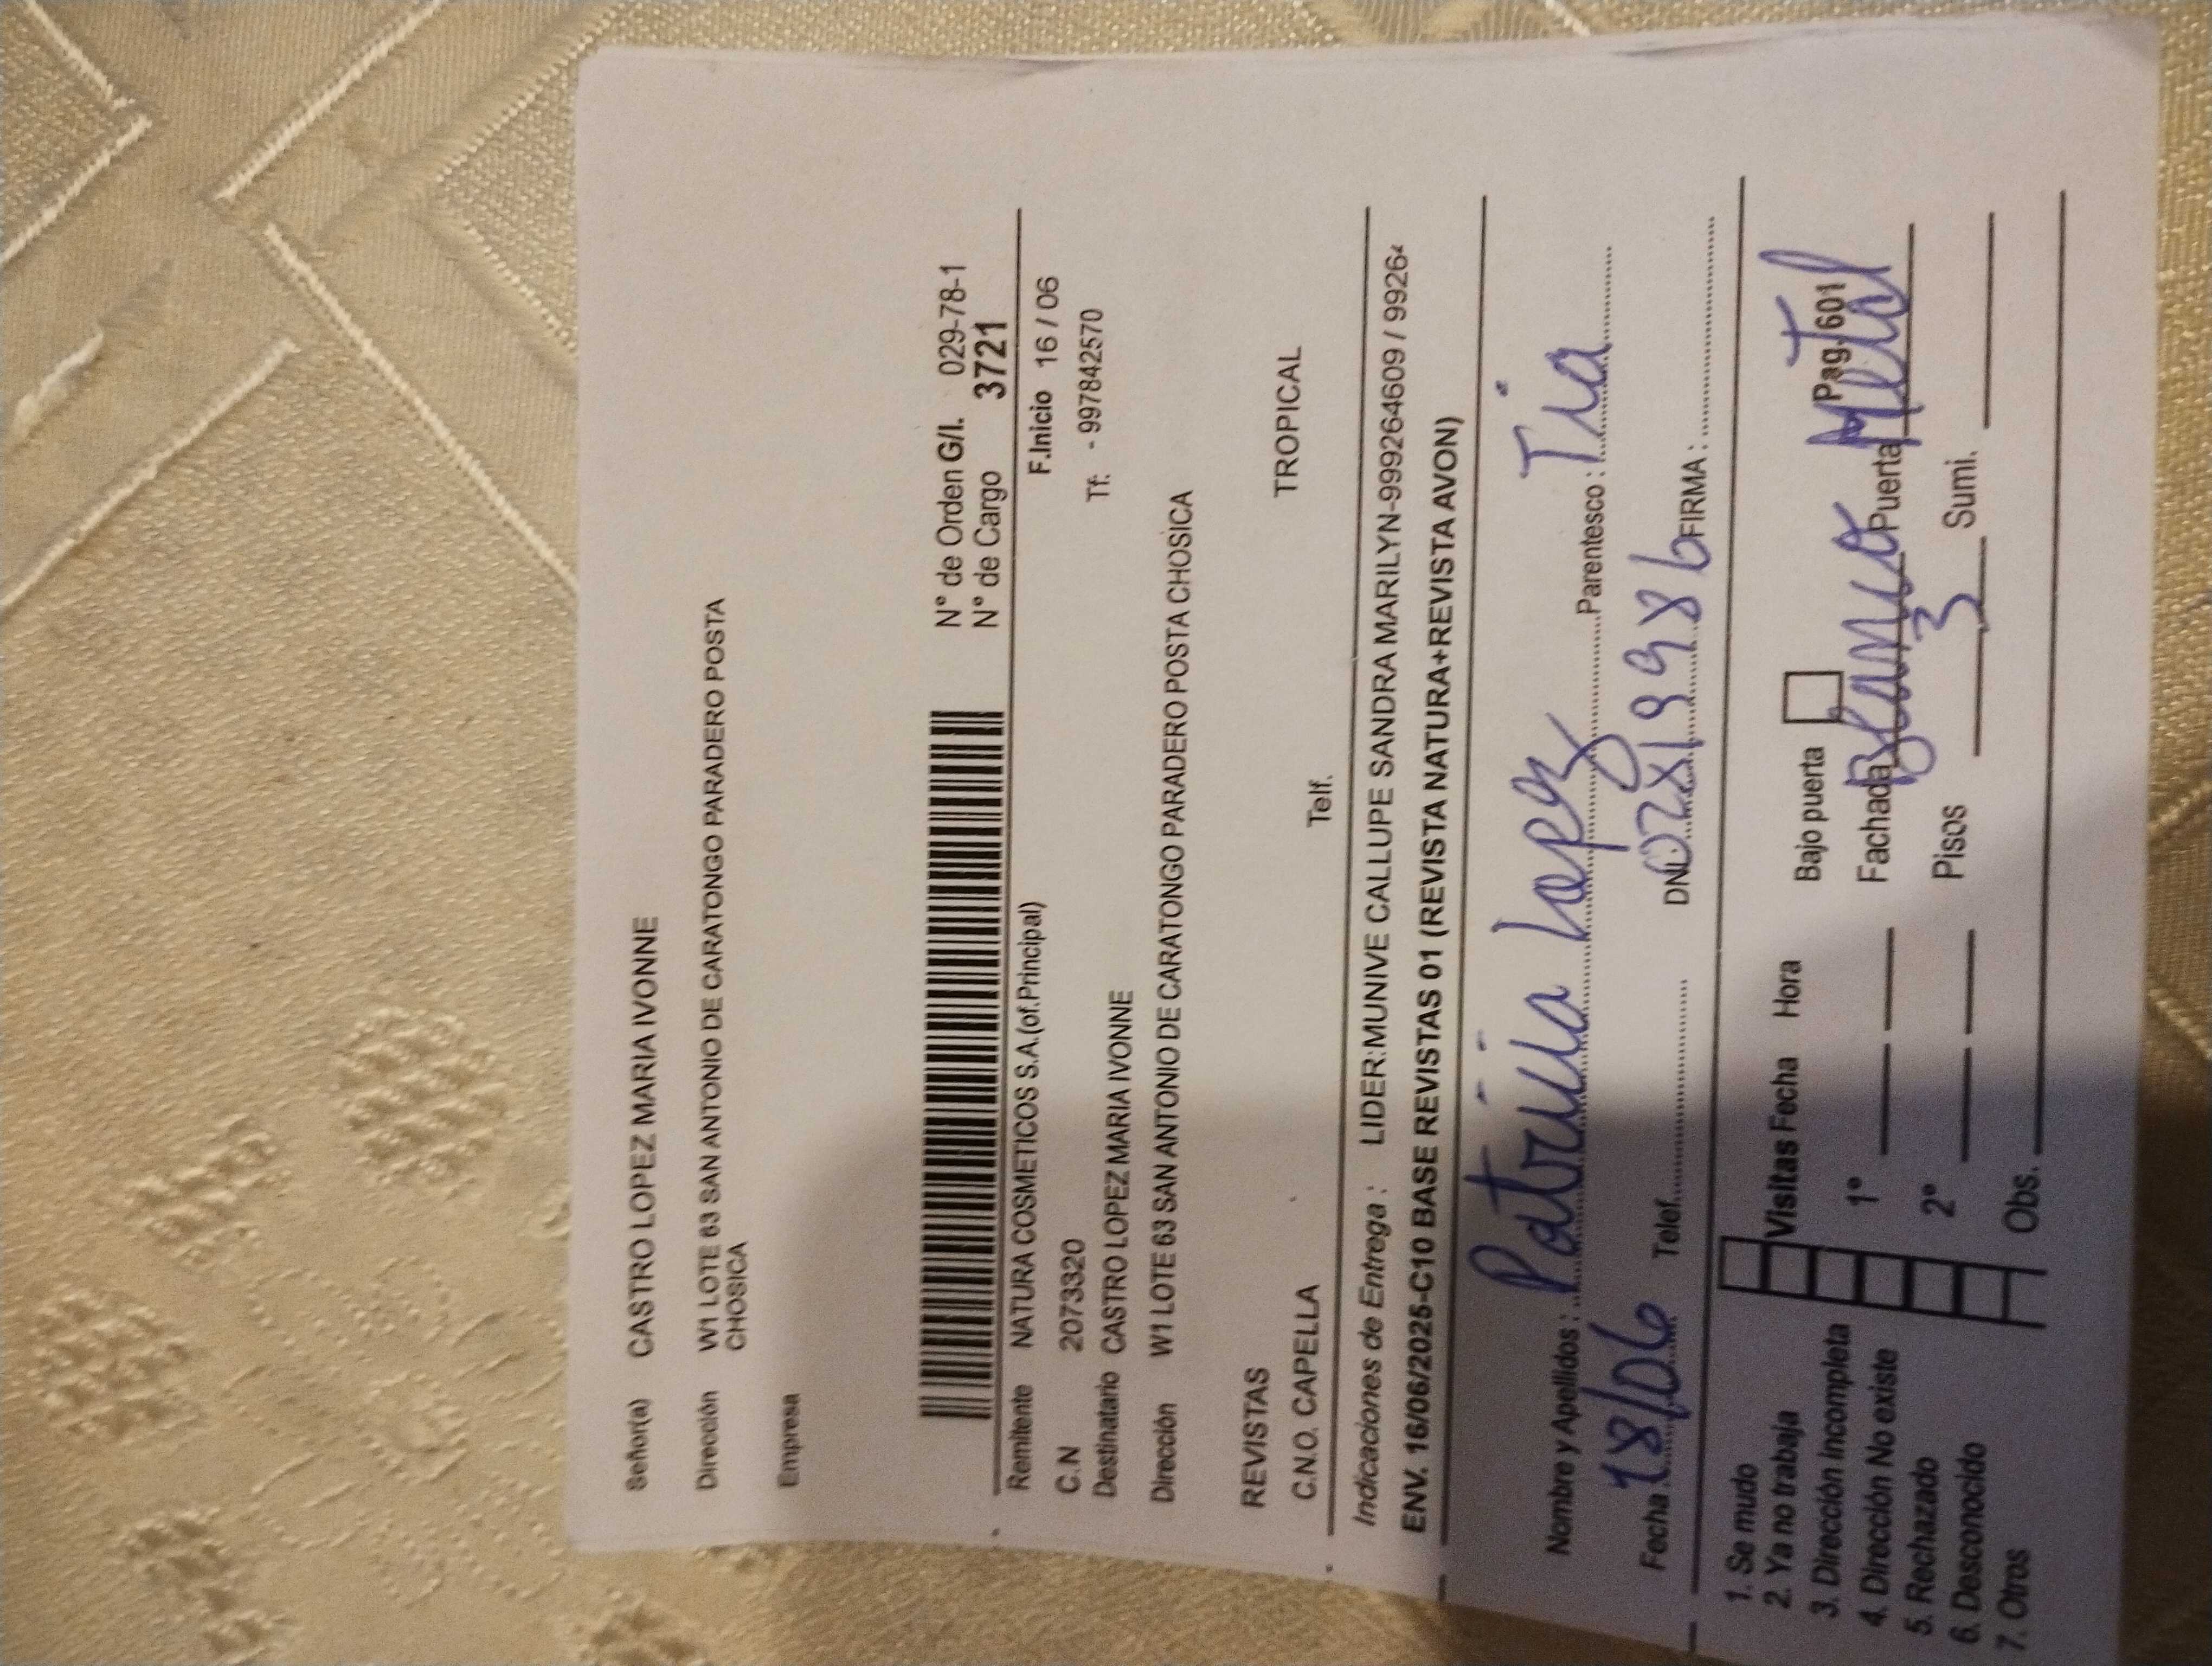 Señor(a) CASTRO LOPEZ MARIA IVONNE
Dirección W1 LOTE 63 SAN ANTONIO DE CARATONGO PARADERO POSTA
CHOSICA
Empresa
N° de Orden G/I. 029-78-1
N° de Cargo 3721
Remitente NATURA COSMETICOS S.A.(of.Principal) F.Inicio 16 / 06
C.N 2073320 Tf: - 997842570
Destinatario CASTRO LOPEZ MARIA IVONNE
Dirección W1 LOTE 63 SAN ANTONIO DE CARATONGO PARADERO POSTA CHOSICA
REVISTAS TROPICAL
C.N.O. CAPELLA Telf.
Indicaciones de Entrega : LIDER:MUNIVE CALLUPE SANDRA MARILYN-999264609 / 9926
ENV. 16/06/2025-C10 BASE REVISTAS 01 (REVISTA NATURA+REVISTA AVON)
Nombre y Apellidos : Patricia Lopez Parentesco : Tia
Fecha 18/06 Telef. DNI: FIRMA :
1. Se mudo
2. Ya no trabaja
3. Dirección Incompleta
4. Dirección No existe
5. Rechazado
6. Desconocido
7. Otros
Visitas Fecha Hora
1°
2°
Obs.
Bajo puerta Pag-601
Fachada Blanco Puerta Metal
Pisos 3 Sumi.